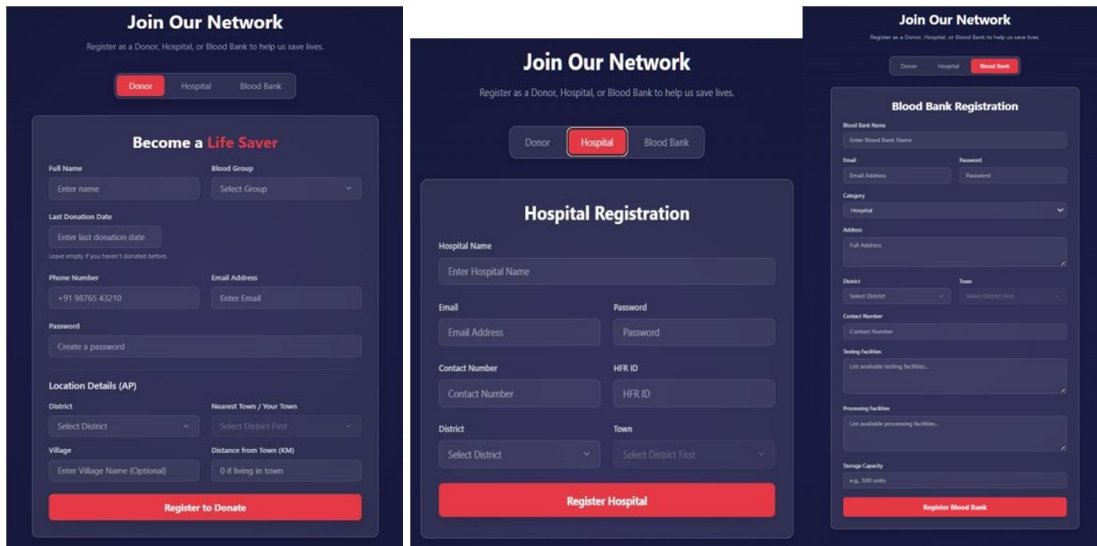 Join Our Network
Register as a Donor, Hospital, or Blood Bank to help us save lives.
Donor Hospital Blood Bank
Become a Life Saver
Full Name Blood Group
Enter name Select Group
Last Donation Date
Enter last donation date
Leave empty if you haven't donated before.
Phone Number Email Address
+91 98765 43210 Enter Email
Password
Create a password
Location Details (AP)
District Nearest Town / Your Town
Select District Select District First
Village Distance from Town (KM)
Enter Village Name (Optional) 0 if living in town
Register to Donate
Join Our Network
Register as a Donor, Hospital, or Blood Bank to help us save lives.
Donor Hospital Blood Bank
Hospital Registration
Hospital Name
Enter Hospital Name
Email Password
Email Address Password
Contact Number HFR ID
Contact Number HFR ID
District Town
Select District Select District First
Register Hospital
Join Our Network
Register as a Donor, Hospital, or Blood Bank to help us save lives.
Donor Hospital Blood Bank
Blood Bank Registration
Blood Bank Name
Enter Blood Bank Name
Email Password
Email Address Password
Category
Hospital
Address
Full Address
District Town
Select District Select District First
Contact Number
Contact Number
Testing Facilities
List available testing facilities...
Processing Facilities
List available processing facilities...
Storage Capacity
e.g., 500 units
Register Blood Bank